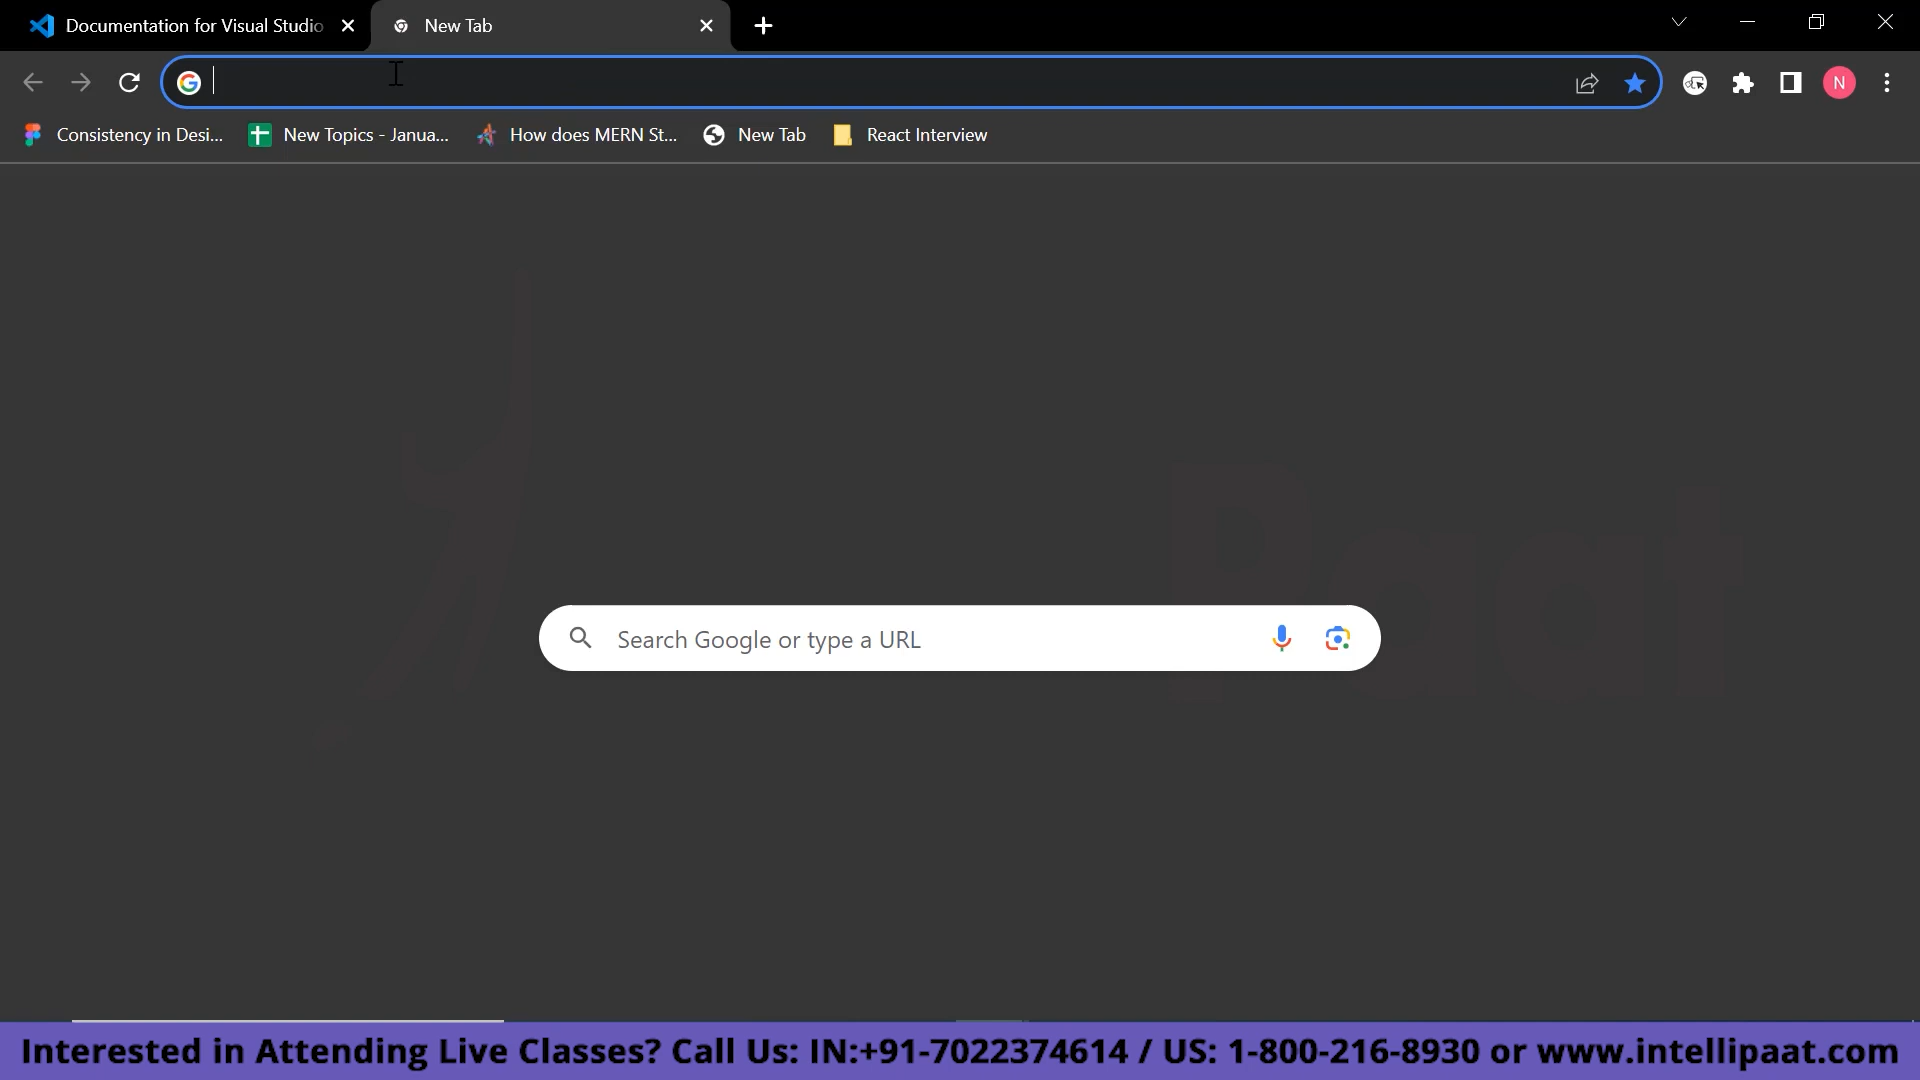 Documentation for Visual Studio
New Tab
Consistency in Desi...
New Topics - Janua...
How does MERN St...
New Tab
React Interview
N
Search Google or type a URL
Paat
Interested in Attending Live Classes? Call Us: IN:+91-7022374614 / US: 1-800-216-8930 or www.intellipaat.com